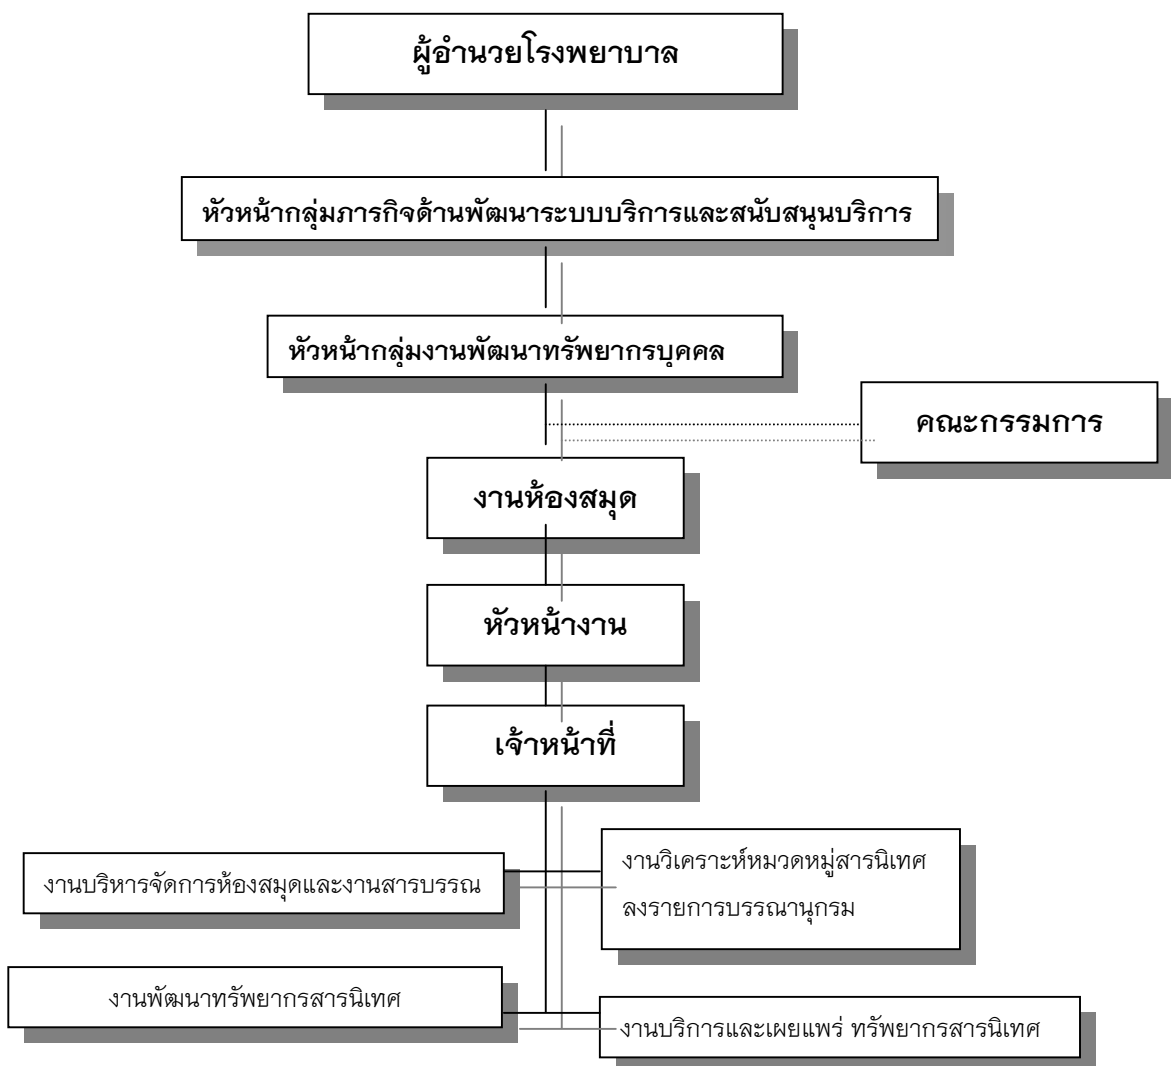 ผู้อำนวยโรงพยาบาล
หัวหน้ากลุ่มภารกิจด้านพัฒนาระบบบริการและสนับสนุนบริการ
หัวหน้ากลุ่มงานพัฒนาทรัพยากรบุคคล
คณะกรรมการ
งานห้องสมุด
หัวหน้างาน
เจ้าหน้าที่
งานบริหารจัดการห้องสมุดและงานสารบรรณ
งานวิเคราะห์หมวดหมู่สารนิเทศ
ลงรายการบรรณานุกรม
งานพัฒนาทรัพยากรสารนิเทศ
งานบริการและเผยแพร่ ทรัพยากรสารนิเทศ